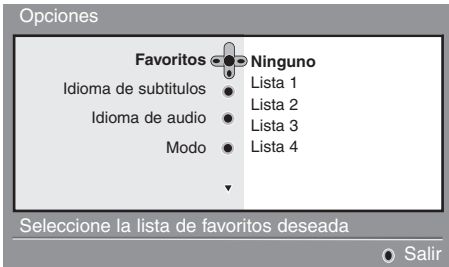 Opciones
Favoritos Ninguno
Idioma de subtitulos Lista 1
Idioma de audio Lista 2
Lista 3
Modo Lista 4
Seleccione la lista de favoritos deseada
Salir